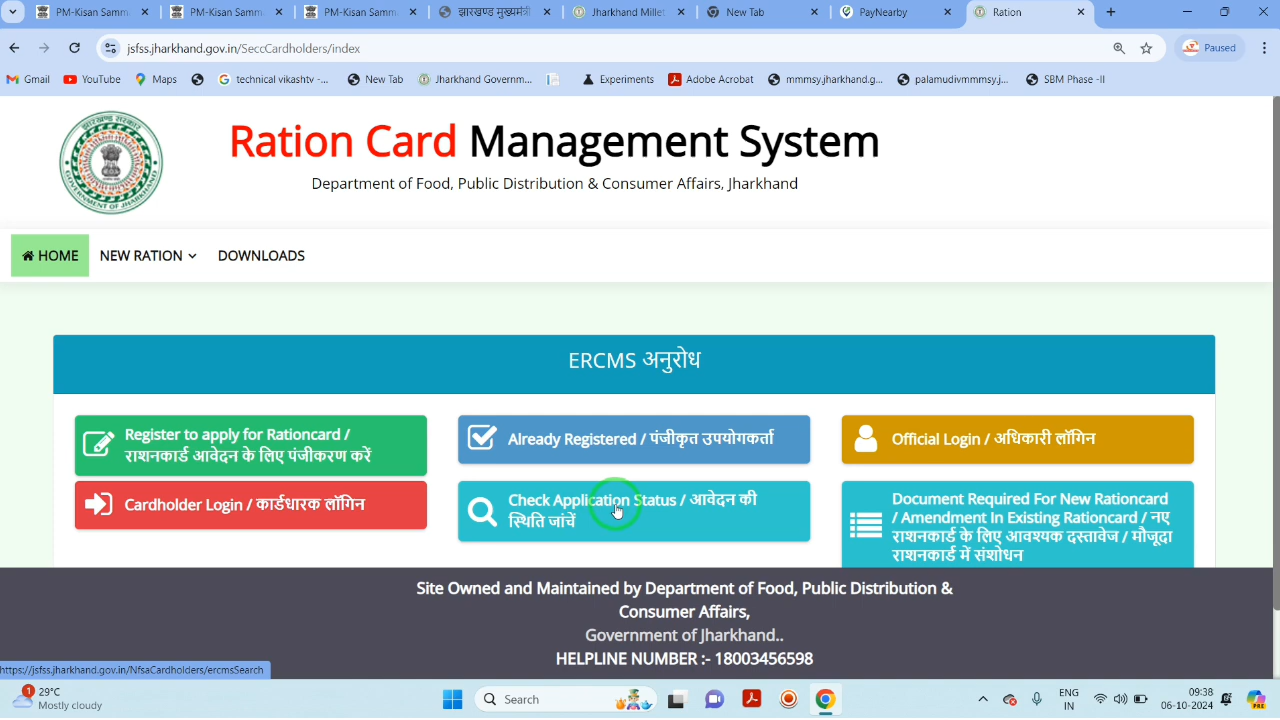 PM-Kisan Samm
PM-Kisan Samm
PM-Kisan Samm
झारखण्ड मुख्यमंत्री
Jharkhand Millet
New Tab
PayNearby
Ration
jsfss.jharkhand.gov.in/SeccCardholders/index
Paused
Gmail
YouTube
Maps
technical vikashtv -...
New Tab
Jharkhand Governm...
Experiments
Adobe Acrobat
mmmsy.jharkhand.g...
palamudivmmmsy.j...
SBM Phase -II
Ration Card Management System
Department of Food, Public Distribution & Consumer Affairs, Jharkhand
HOME
NEW RATION
DOWNLOADS
ERCMS अनुरोध
Register to apply for Rationcard /
राशनकार्ड आवेदन के लिए पंजीकरण करें
Already Registered / पंजीकृत उपयोगकर्ता
Official Login / अधिकारी लॉगिन
Cardholder Login / कार्डधारक लॉगिन
Check Application Status / आवेदन की
स्थिति जांचें
Document Required For New Rationcard
/ Amendment In Existing Rationcard / नए
राशनकार्ड के लिए आवश्यक दस्तावेज / मौजूदा
राशनकार्ड में संशोधन
Site Owned and Maintained by Department of Food, Public Distribution &
Consumer Affairs,
Government of Jharkhand..
HELPLINE NUMBER :- 18003456598
https://jsfss.jharkhand.gov.in/NfsaCardholders/ercmsSearch
1
29°C
Mostly cloudy
Search
ENG
IN
09:38
06-10-2024